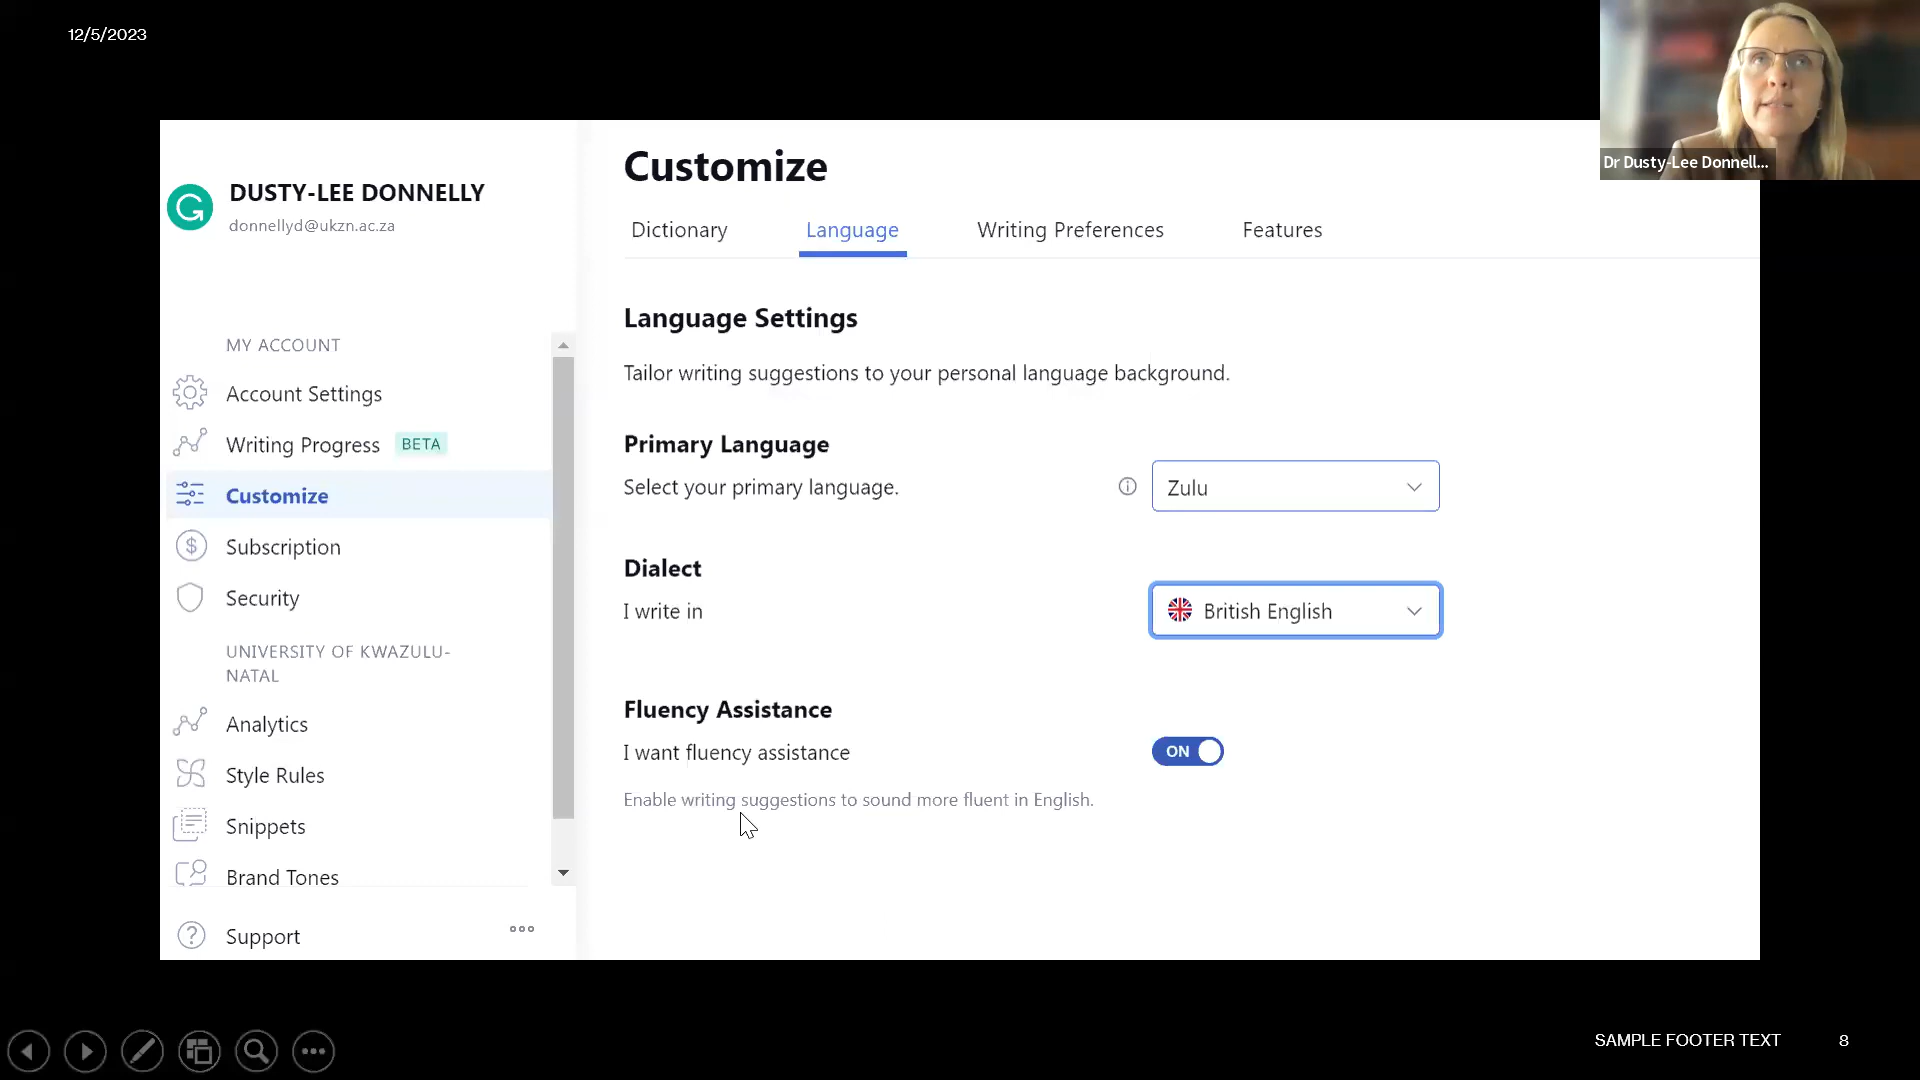 12/5/2023
Dr Dusty-Lee Donnell...
DUSTY-LEE DONNELLY
donnellyd@ukzn.ac.za
MY ACCOUNT
Account Settings
Writing Progress BETA
Customize
Subscription
Security
UNIVERSITY OF KWAZULU-
NATAL
Analytics
Style Rules
Snippets
Brand Tones
Support
Customize
Dictionary Language Writing Preferences Features
Language Settings
Tailor writing suggestions to your personal language background.
Primary Language
Select your primary language. Zulu
Dialect
I write in British English
Fluency Assistance
I want fluency assistance ON
Enable writing suggestions to sound more fluent in English.
SAMPLE FOOTER TEXT 8